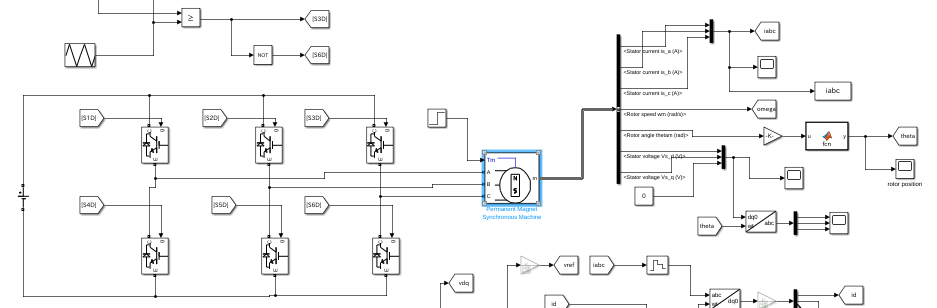 ≥
[S3D]
NOT
[S6D]
[S1D]
[S2D]
[S3D]
[S4D]
[S5D]
[S6D]
Tm
A
B
C
m
N
S
Permanent Magnet
Synchronous Machine
<Stator current is_a (A)>
<Stator current is_b (A)>
<Stator current is_c (A)>
<Rotor speed wm (rad/s)>
<Rotor angle thetam (rad)>
<Stator voltage Vs_d (V)>
<Stator voltage Vs_q (V)>
iabc
iabc
omega
-K-
u
fcn
y
theta
rotor position
0
theta
dq0
wt
abc
vdq
vref
iabc
id
abc
wt
dq0
id